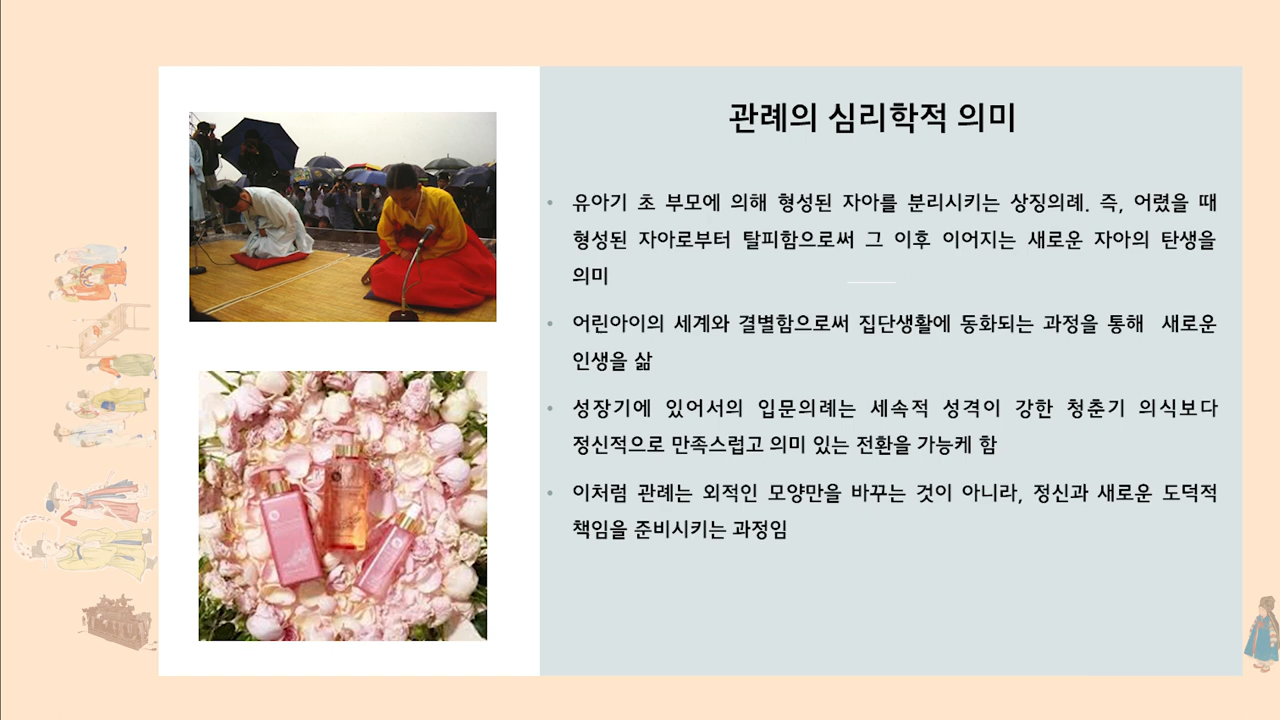 관례의 심리학적 의미
• 유아기 초 부모에 의해 형성된 자아를 분리시키는 상징의례. 즉, 어렸을 때
형성된 자아로부터 탈피함으로써 그 이후 이어지는 새로운 자아의 탄생을
의미
• 어린아이의 세계와 결별함으로써 집단생활에 동화되는 과정을 통해 새로운
인생을 삶
• 성장기에 있어서의 입문의례는 세속적 성격이 강한 청춘기 의식보다
정신적으로 만족스럽고 의미 있는 전환을 가능케 함
• 이처럼 관례는 외적인 모양만을 바꾸는 것이 아니라, 정신과 새로운 도덕적
책임을 준비시키는 과정임